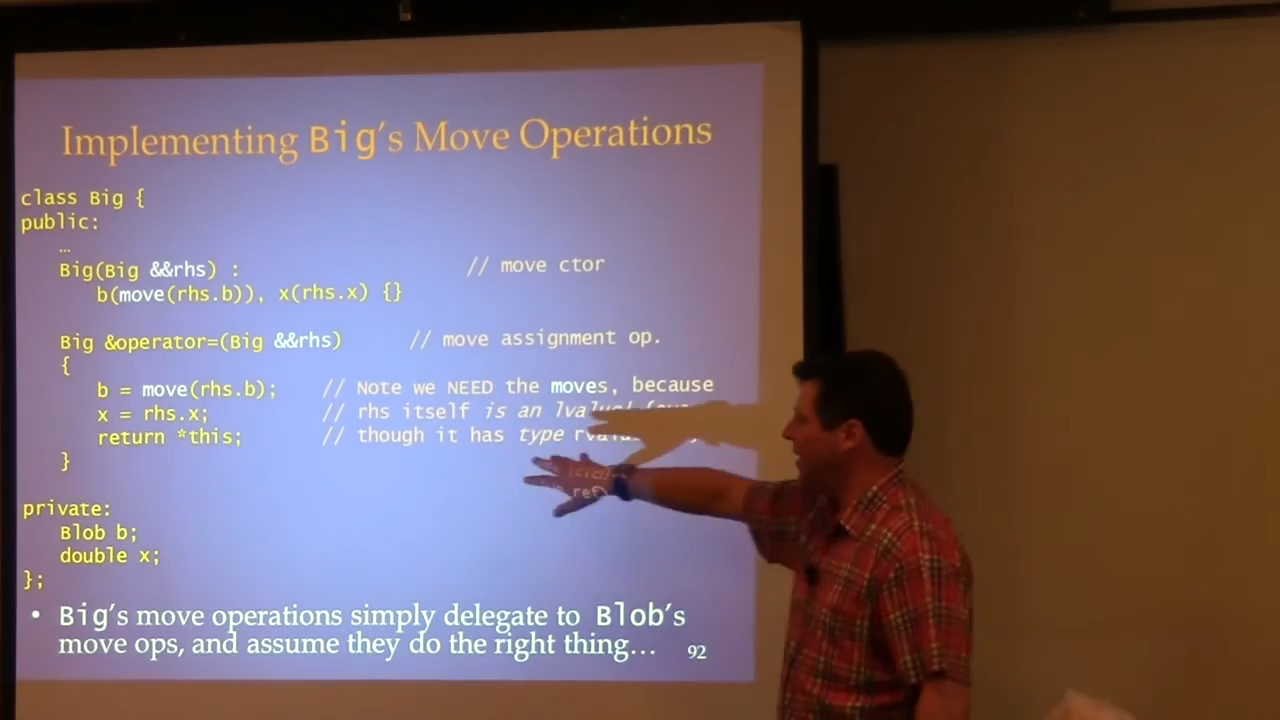 Implementing Big's Move Operations
class Big {
public:
…
Big(Big &&rhs) : // move ctor
b(move(rhs.b)), x(rhs.x) {}
Big &operator=(Big &&rhs) // move assignment op.
{
b = move(rhs.b); // Note we NEED the moves, because
x = rhs.x; // rhs itself is an lvalue!
return *this; // though it has type
ref
}
private:
Blob b;
double x;
};
• Big's move operations simply delegate to Blob's
move ops, and assume they do the right thing…
92